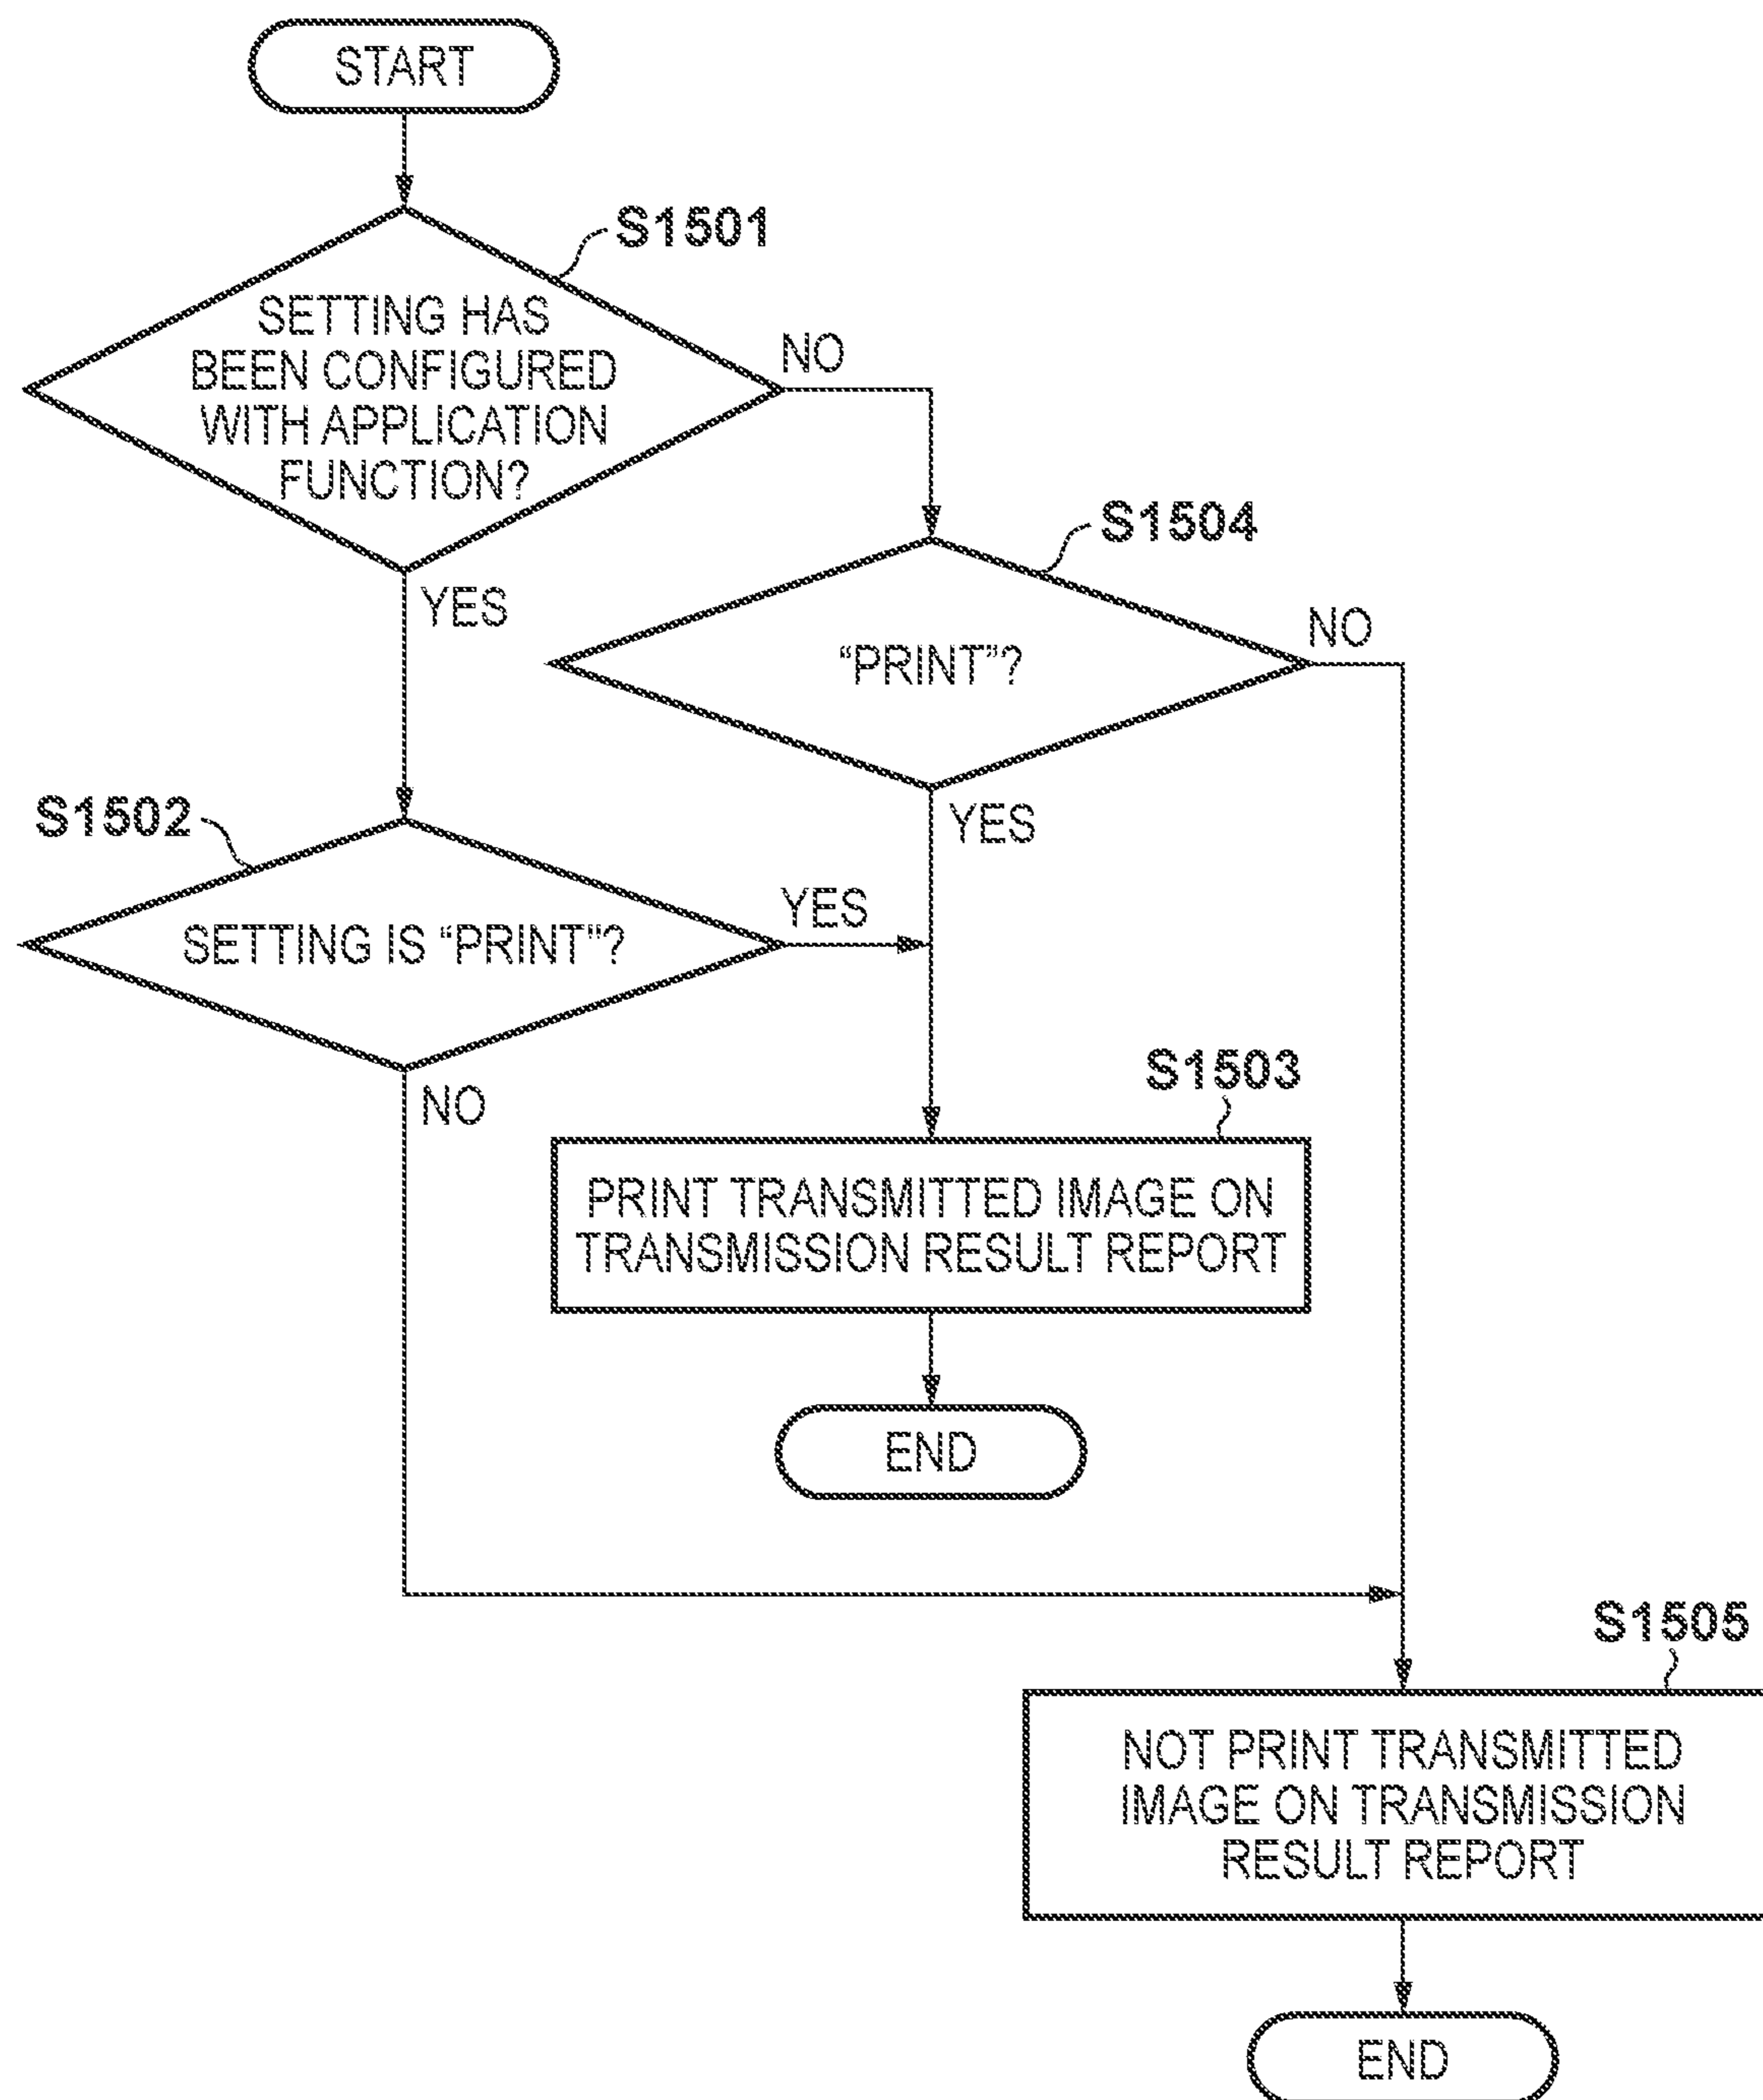 START
S1501
SETTING HAS
BEEN CONFIGURED
WITH APPLICATION
FUNCTION?
NO
YES
S1504
“PRINT”?
NO
YES
S1502
SETTING IS “PRINT”?
YES
NO
S1503
PRINT TRANSMITTED IMAGE ON
TRANSMISSION RESULT REPORT
END
S1505
NOT PRINT TRANSMITTED
IMAGE ON TRANSMISSION
RESULT REPORT
END